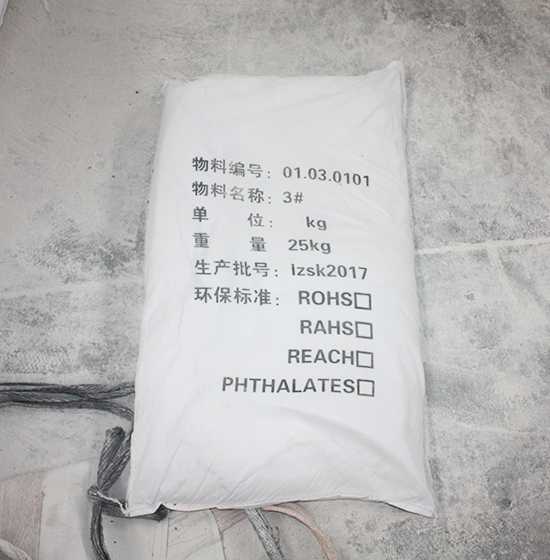 物料编号: 01.03.0101
物料名称: 3#
单 位: kg
重 量 25kg
生产批号: lzsk2017
环保标准: ROHS□
RAHS□
REACH□
PHTHALATES□